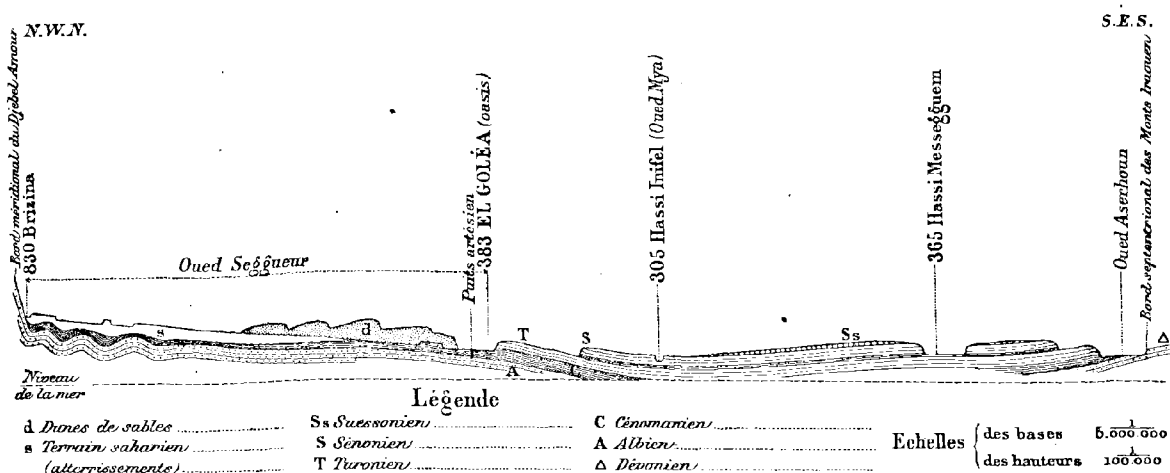 N.W.N.
S.E.S.
Bord méridional du Djebel Amour
830 Brizina
Oued Seggueur
Puits artésien
383 EL GOLÉA (oasis)
305 Hassi Inifel (Oued Mya)
365 Hassi Messegguem
Oued Aserhoun
Bord septentrional des Monts Iraouen
s
d
T
S
Ss
Δ
A
C
Niveau
de la mer
Légende
d Dunes de sables
s Terrain saharien
(alterrissements)
Ss Suessonien
S Sénonien
T Turonien
C Cénomanien
A Albien
Δ Dévonien
Echelles
des bases 1/5.000.000
des hauteurs 1/100.000